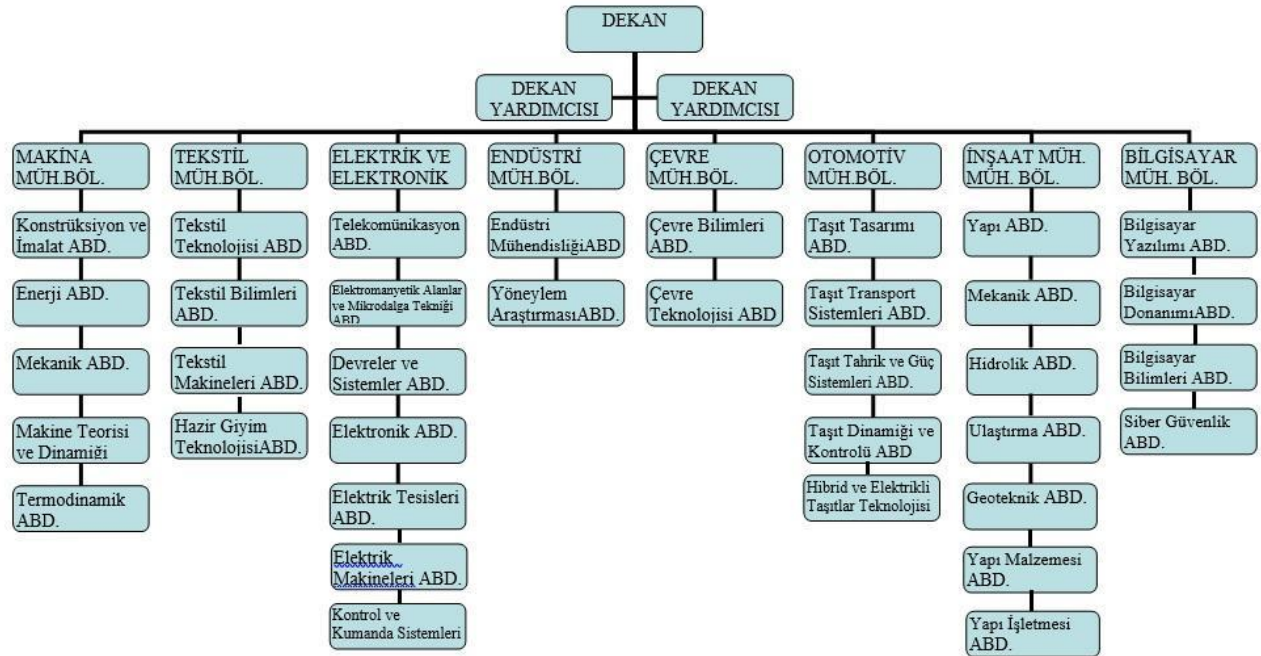 DEKAN
DEKAN
YARDIMCISI
DEKAN
YARDIMCISI
MAKİNA
MÜH.BÖL.
Konstrüksiyon ve
İmalat ABD.
Enerji ABD.
Mekanik ABD.
Makine Teorisi
ve Dinamiği
Termodinamik
ABD.
TEKSTİL
MÜH.BÖL.
Tekstil
Teknolojisi ABD
Tekstil Bilimleri
ABD.
Tekstil
Makineleri ABD.
Hazir Giyim
TeknolojisiABD.
ELEKTRİK VE
ELEKTRONİK
Telekomünikasyon
ABD.
Elektromanyetik Alanlar
ve Mikrodalga Tekniği
ABD
Devreler ve
Sistemler ABD.
Elektronik ABD.
Elektrik Tesisleri
ABD.
Elektrik
Makineleri ABD.
Kontrol ve
Kumanda Sistemleri
ENDÜSTRİ
MÜH.BÖL.
Endüstri
MühendisliğiABD
Yöneylem
AraştırmasıABD.
ÇEVRE
MÜH.BÖL.
Çevre Bilimleri
ABD.
Çevre
Teknolojisi ABD
OTOMOTİV
MÜH.BÖL.
Taşıt Tasarımı
ABD.
Taşıt Transport
Sistemleri ABD.
Taşıt Tahrik ve Güç
Sistemleri ABD.
Taşıt Dinamiği ve
Kontrolü ABD
Hibrid ve Elektrikli
Taşıtlar Teknolojisi
İNŞAAT MÜH.
MÜH. BÖL.
Yapı ABD.
Mekanik ABD.
Hidrolik ABD.
Ulaştırma ABD.
Geoteknik ABD.
Yapı Malzemesi
ABD.
Yapı İşletmesi
ABD.
BİLGİSAYAR
MÜH. BÖL.
Bilgisayar
Yazılımı ABD.
Bilgisayar
DonanımıABD.
Bilgisayar
Bilimleri ABD.
Siber Güvenlik
ABD.